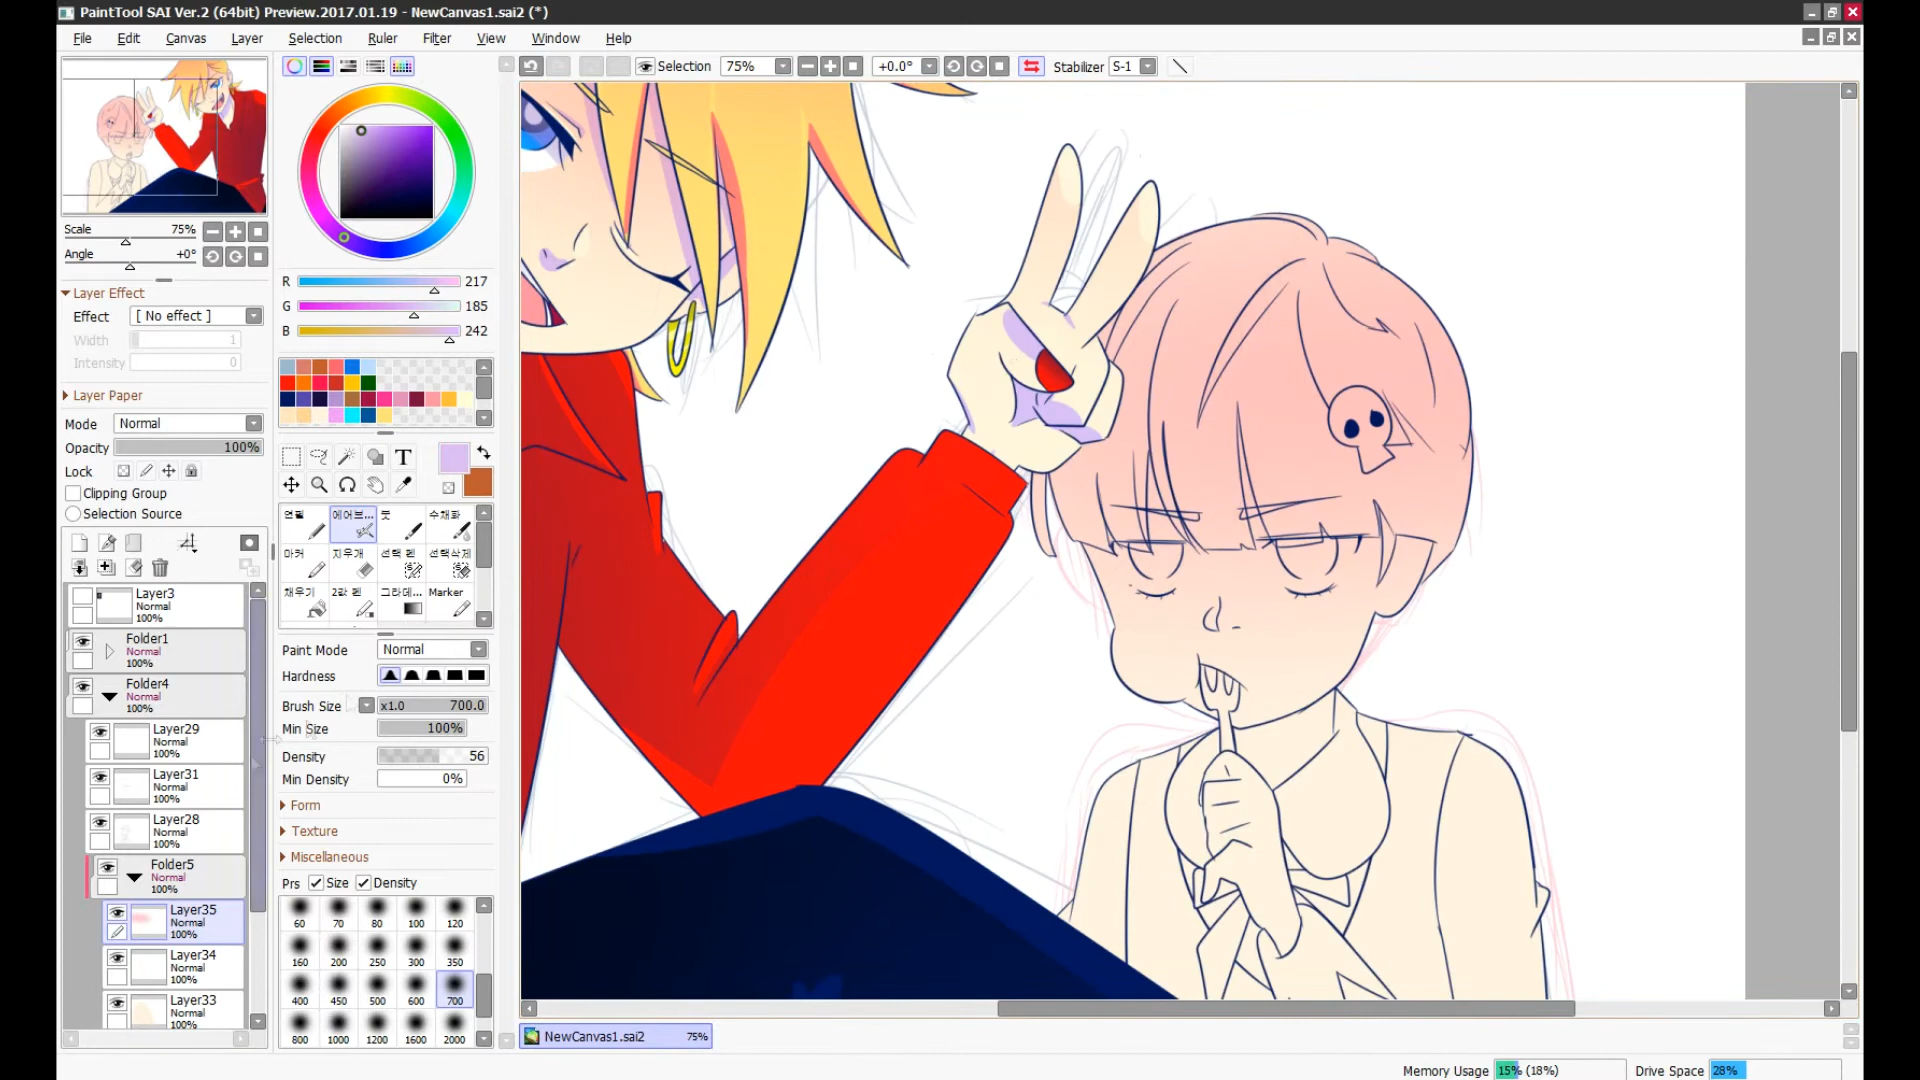 PaintTool SAI Ver.2 (64bit) Preview.2017.01.19 - NewCanvas1.sai2 (*)
File Edit Canvas Layer Selection Ruler Filter View Window Help
Selection 75% +0.0° Stabilizer S-1
Scale 75%
Angle +0°
Layer Effect
Effect [ No effect ]
Width 1
Intensity 0
Layer Paper
Mode Normal
Opacity 100%
Lock
Clipping Group
Selection Source
Layer3
Normal
100%
Folder1
Normal
100%
Folder4
Normal
100%
Layer29
Normal
100%
Layer31
Normal
100%
Layer28
Normal
100%
Folder5
Normal
100%
Layer35
Normal
100%
Layer34
Normal
100%
Layer33
Normal
100%
R 217
G 185
B 242
T
연필 에어브... 붓 수채화
마커 지우개 선택 펜 선택삭제
채우기 2값 펜 그라데... Marker
Paint Mode Normal
Hardness
Brush Size x1.0 700.0
Min Size 100%
Density 56
Min Density 0%
Form
Texture
Miscellaneous
Prs Size Density
60 70 80 100 120
160 200 250 300 350
400 450 500 600 700
800 1000 1200 1600 2000
NewCanvas1.sai2 75%
Memory Usage 15% (18%) Drive Space 28%